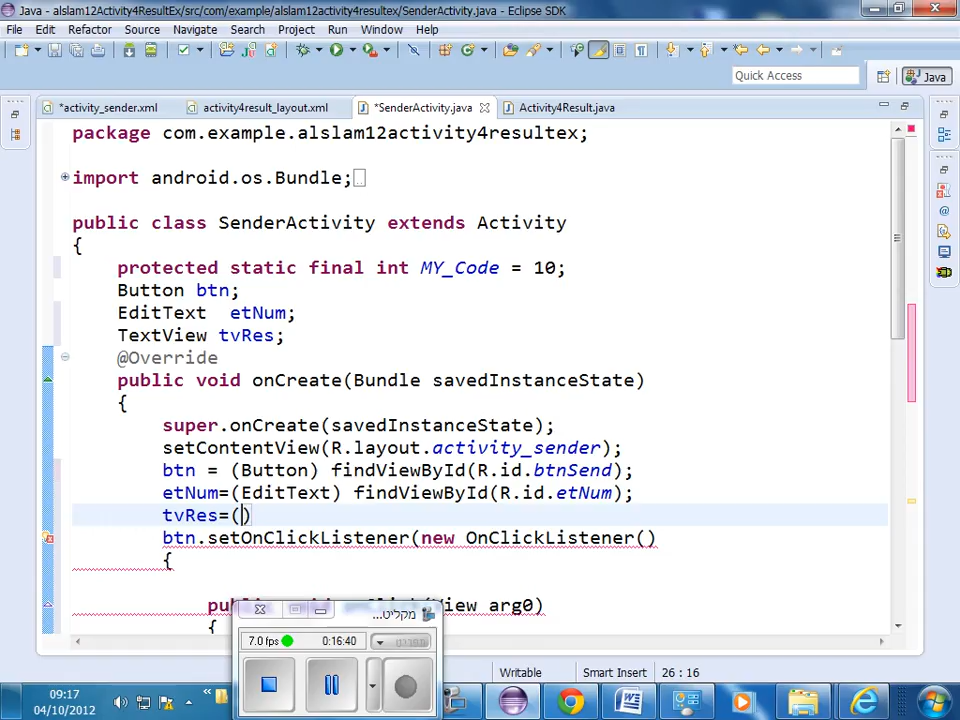 Java - alslam12Activity4ResultEx/src/com/example/alslam12activity4resultex/SenderActivity.java - Eclipse SDK
File Edit Refactor Source Navigate Search Project Run Window Help
Quick Access
Java
*activity_sender.xml activity4result_layout.xml *SenderActivity.java Activity4Result.java
package com.example.alslam12activity4resultex;
import android.os.Bundle;
public class SenderActivity extends Activity
{
protected static final int MY_Code = 10;
Button btn;
EditText  etNum;
TextView tvRes;
@Override
public void onCreate(Bundle savedInstanceState)
{
super.onCreate(savedInstanceState);
setContentView(R.layout.activity_sender);
btn = (Button) findViewById(R.id.btnSend);
etNum=(EditText) findViewById(R.id.etNum);
tvRes=()
btn.setOnClickListener(new OnClickListener()
{
View arg0)
{
מקליט...
7.0 fps 0:16:40 תפריט
Writable Smart Insert 26 : 16
09:17
04/10/2012